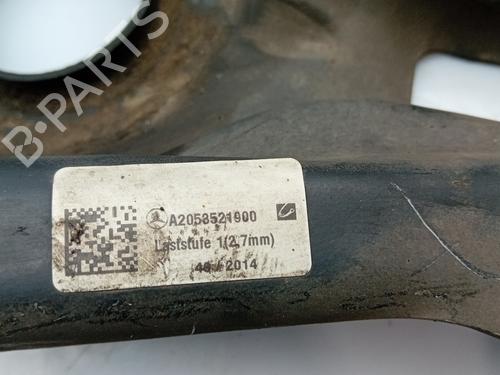 B-PARTS
A2053521900
Laststufe 1(2,7mm)
48 / 2014